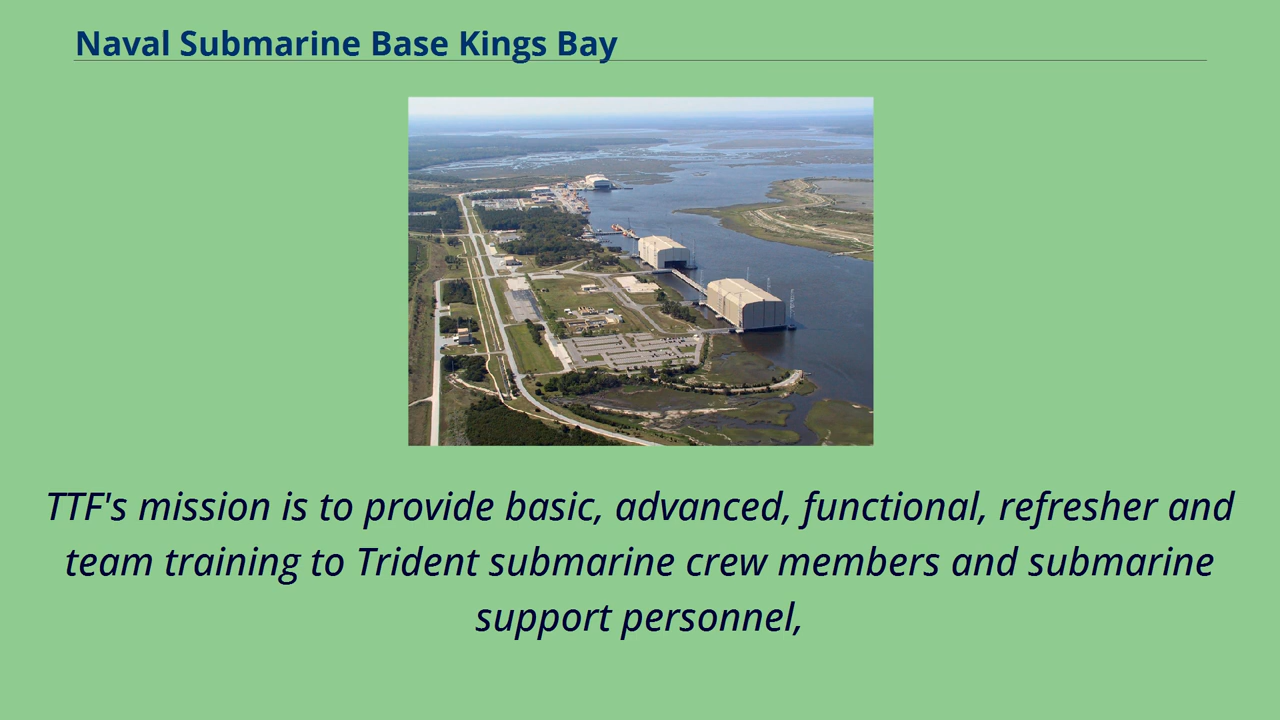 Naval Submarine Base Kings Bay
TTF's mission is to provide basic, advanced, functional, refresher and
team training to Trident submarine crew members and submarine
support personnel,